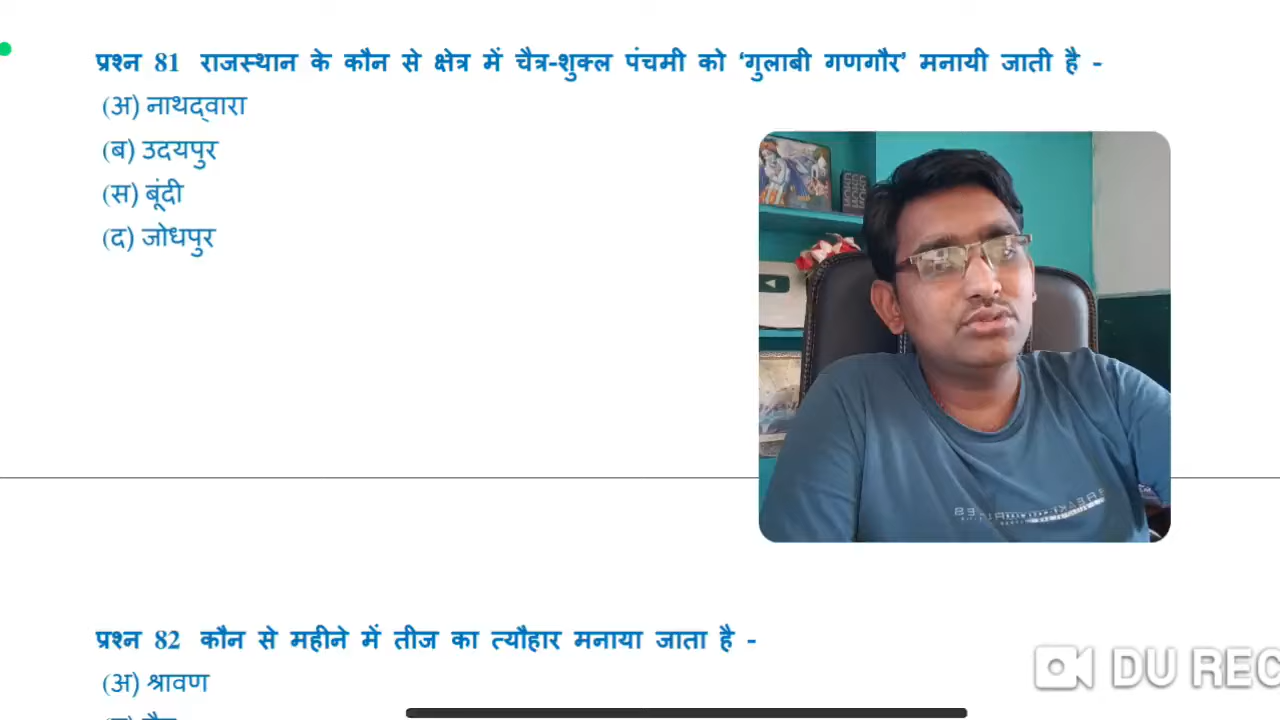 प्रश्न 81 राजस्थान के कौन से क्षेत्र में चैत्र-शुक्ल पंचमी को ‘गुलाबी गणगौर’ मनायी जाती है -
(अ) नाथद्वारा
(ब) उदयपुर
(स) बूंदी
(द) जोधपुर
प्रश्न 82 कौन से महीने में तीज का त्यौहार मनाया जाता है -
(अ) श्रावण
DU REC